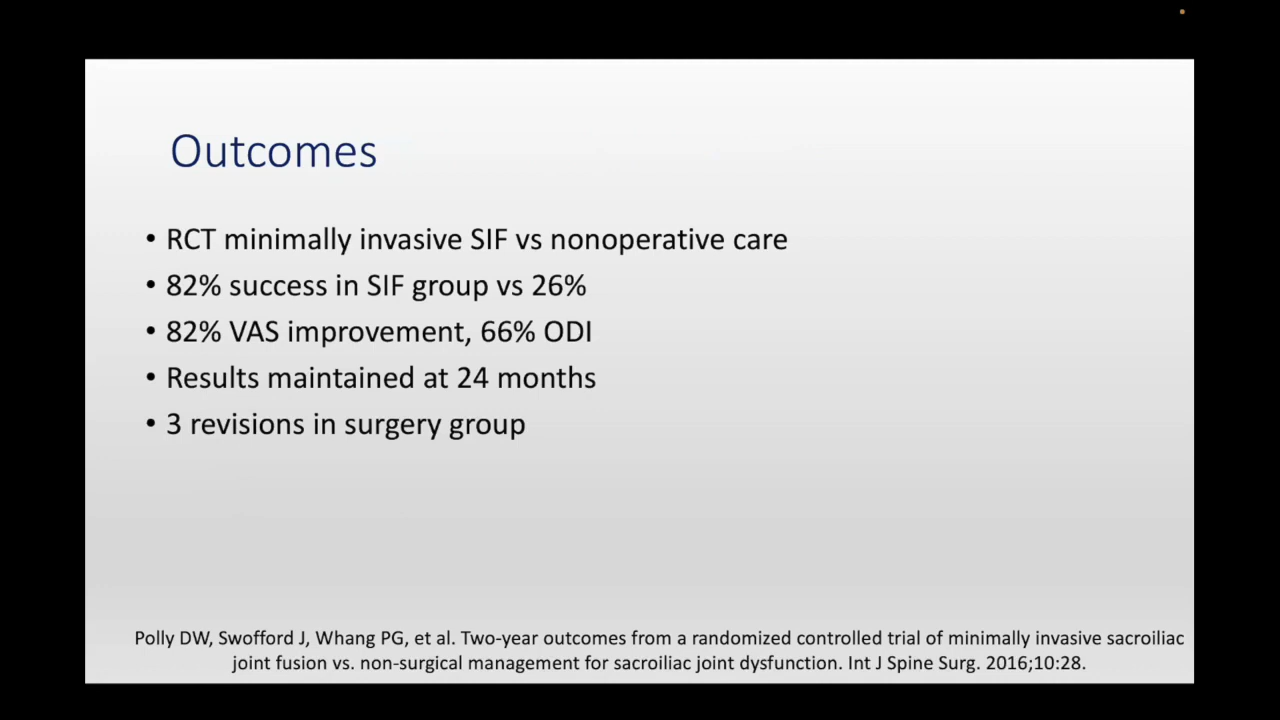 Outcomes
• RCT minimally invasive SIF vs nonoperative care
• 82% success in SIF group vs 26%
• 82% VAS improvement, 66% ODI
• Results maintained at 24 months
• 3 revisions in surgery group
Polly DW, Swofford J, Whang PG, et al. Two-year outcomes from a randomized controlled trial of minimally invasive sacroiliac
joint fusion vs. non-surgical management for sacroiliac joint dysfunction. Int J Spine Surg. 2016;10:28.